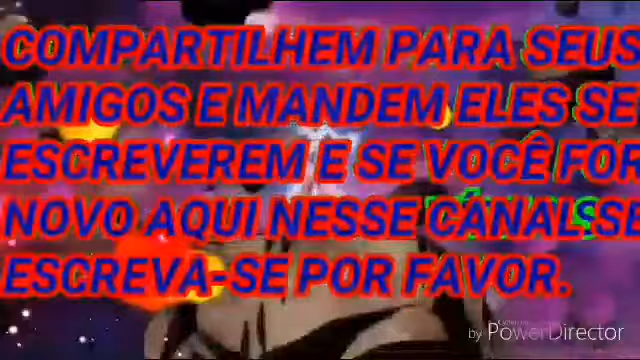 COMPARTILHEM PARA SEUS
AMIGOS E MANDEM ELES SE
ESCREVEREM E SE VOCÊ FOR
NOVO AQUI NESSE CANAL SE
ESCREVA-SE POR FAVOR.
by PowerDirector